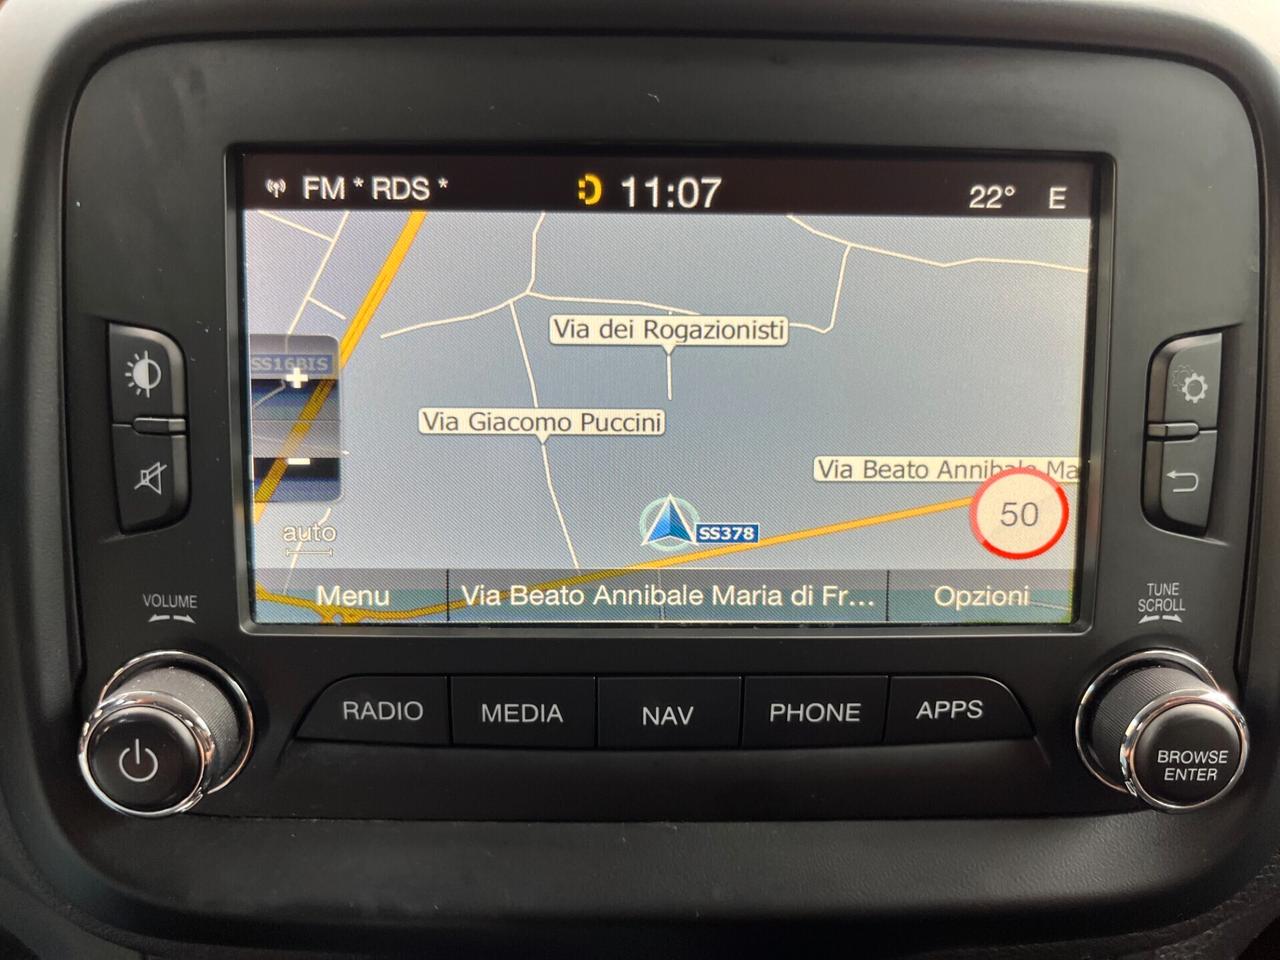 FM * RDS *
11:07
22° E
Via dei Rogazionisti
SS16BIS
Via Giacomo Puccini
Via Beato Annibale Ma
50
SS378
auto
Menu
Via Beato Annibale Maria di Fr...
Opzioni
VOLUME
TUNE
SCROLL
RADIO
MEDIA
NAV
PHONE
APPS
BROWSE
ENTER